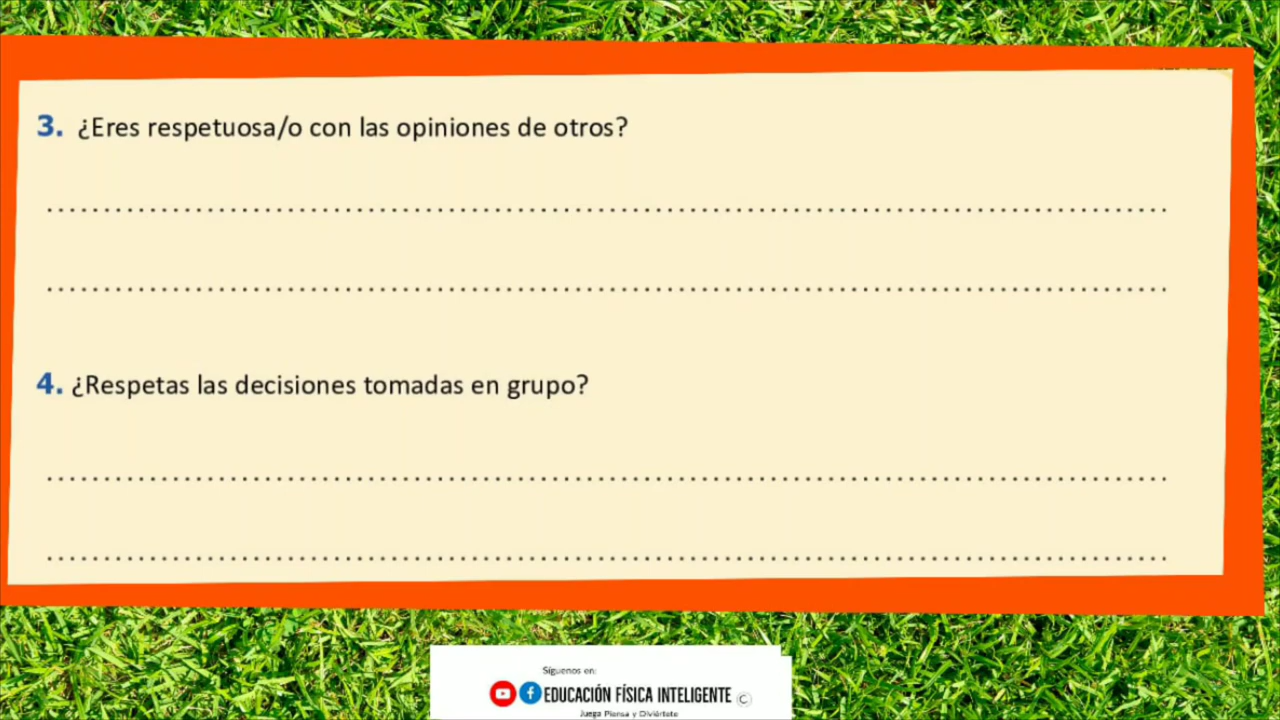 3. ¿Eres respetuosa/o con las opiniones de otros?
4. ¿Respetas las decisiones tomadas en grupo?
Síguenos en:
EDUCACIÓN FÍSICA INTELIGENTE ©
Juega Piensa y Diviértete